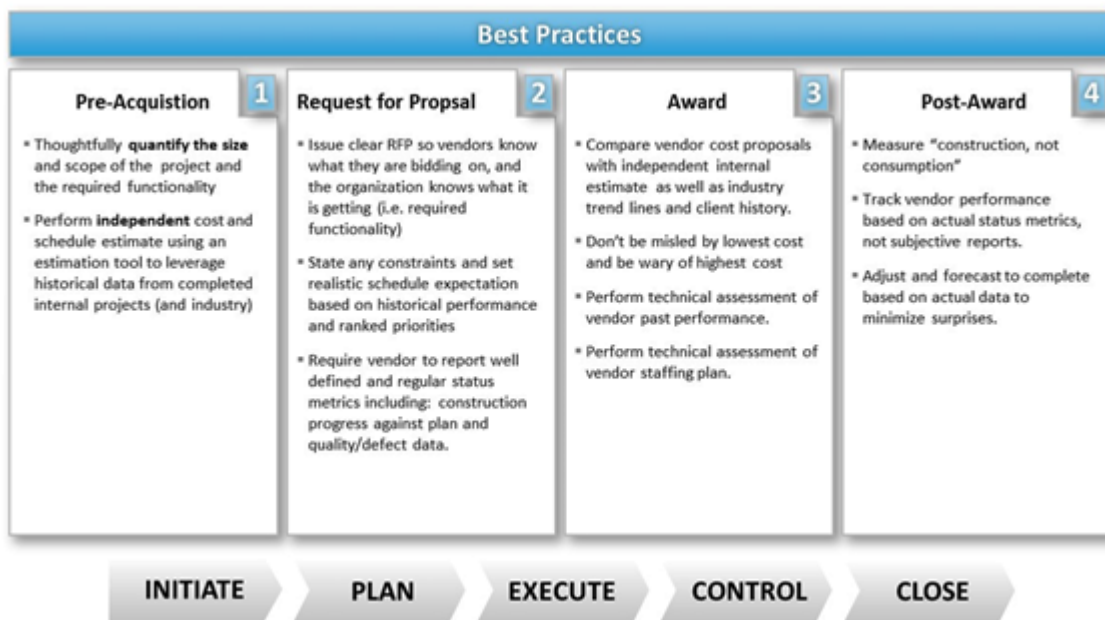 Best Practices
Pre-Acquistion
1
Thoughtfully quantify the size
and scope of the project and
the required functionality
Perform independent cost and
schedule estimate using an
estimation tool to leverage
historical data from completed
internal projects (and industry)
Request for Propsal
2
Issue clear RFP so vendors know
what they are bidding on, and
the organization knows what it
is getting (i.e. required
functionality)
State any constraints and set
realistic schedule expectation
based on historical performance
and ranked priorities
Require vendor to report well
defined and regular status
metrics including: construction
progress against plan and
quality/defect data.
Award
3
Compare vendor cost proposals
with independent internal
estimate as well as industry
trend lines and client history.
Don't be misled by lowest cost
and be wary of highest cost
Perform technical assessment of
vendor past performance.
Perform technical assessment of
vendor staffing plan.
Post-Award
4
Measure “construction, not
consumption”
Track vendor performance
based on actual status metrics,
not subjective reports.
Adjust and forecast to complete
based on actual data to
minimize surprises.
INITIATE
PLAN
EXECUTE
CONTROL
CLOSE